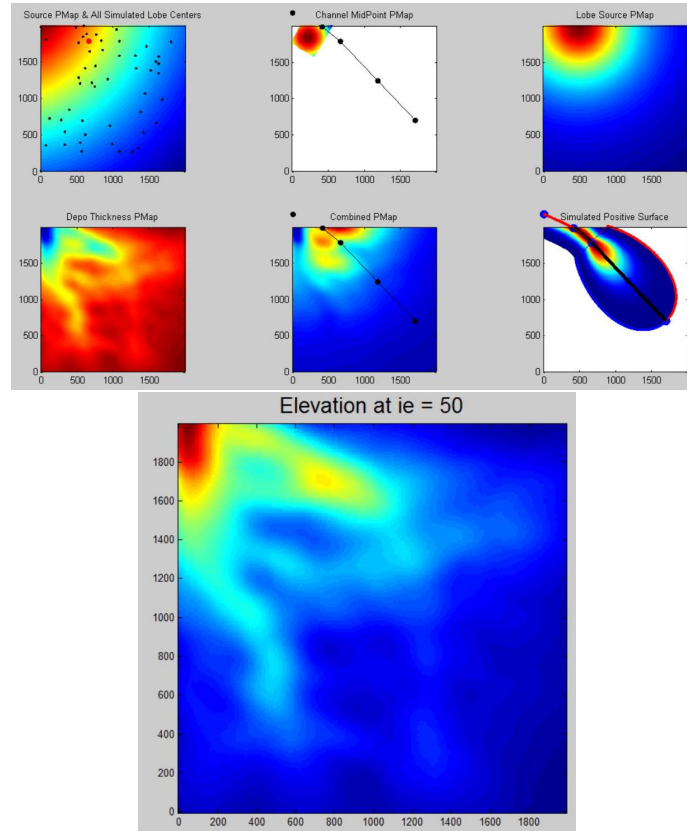 Source PMap & All Simulated Lobe Centers
Channel MidPoint PMap
Lobe Source PMap
1500
1000
500
0
0 500 1000 1500
1500
1000
500
0
0 500 1000 1500
1500
1000
500
0
0 500 1000 1500
Depo Thickness PMap
Combined PMap
Simulated Positive Surface
1500
1000
500
0
0 500 1000 1500
1500
1000
500
0
0 500 1000 1500
1500
1000
500
0
0 500 1000 1500
Elevation at ie = 50
1800
1600
1400
1200
1000
800
600
400
200
0
0 200 400 600 800 1000 1200 1400 1600 1800